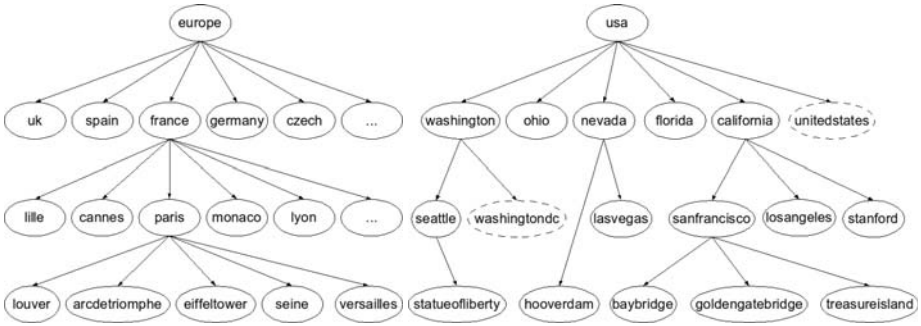 europe usa
uk spain france germany czech ... washington ohio nevada florida california unitedstates
lille cannes paris monaco lyon ... seattle washingtondc lasvegas sanfrancisco losangeles stanford
louver arcdetriomphe eiffeltower seine versailles statueofliberty hooverdam baybridge goldengatebridge treasureisland